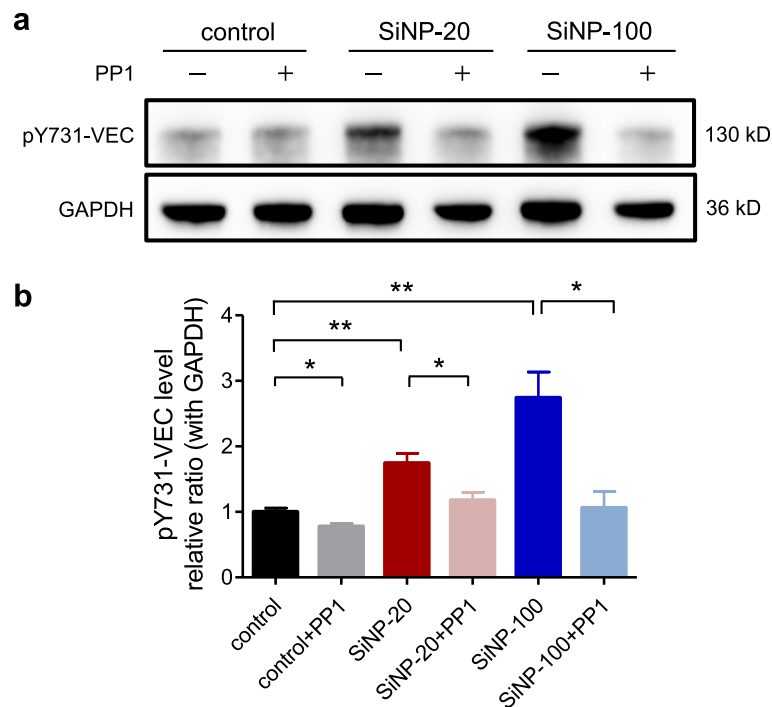 a
control SiNP-20 SiNP-100
PP1 – + – + – +
pY731-VEC 130 kD
GAPDH 36 kD
b
pY731-VEC level
relative ratio (with GAPDH)
4
3
2
1
0
** *
**
* *
control
control+PP1
SiNP-20
SiNP-20+PP1
SiNP-100
SiNP-100+PP1